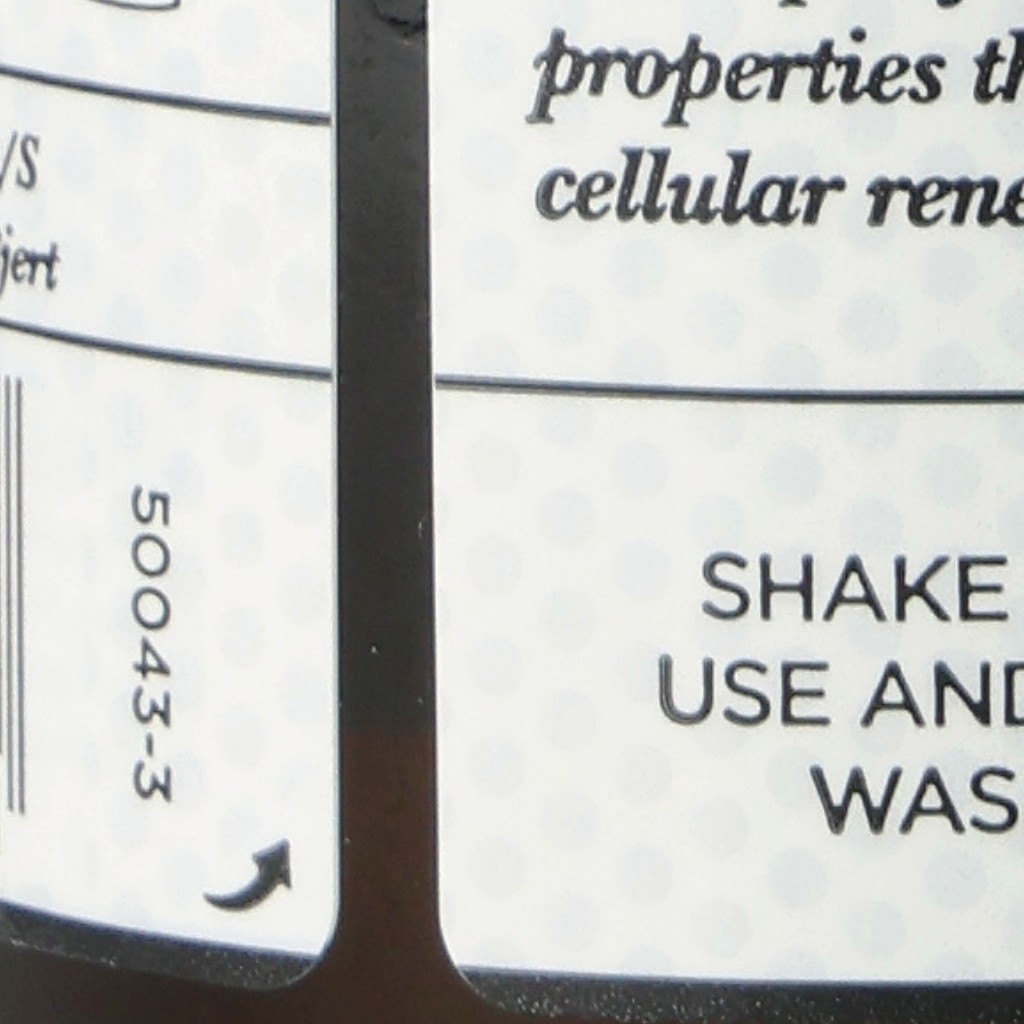 /S
jert
50043-3
properties th
cellular rene
SHAKE
USE AND
WAS